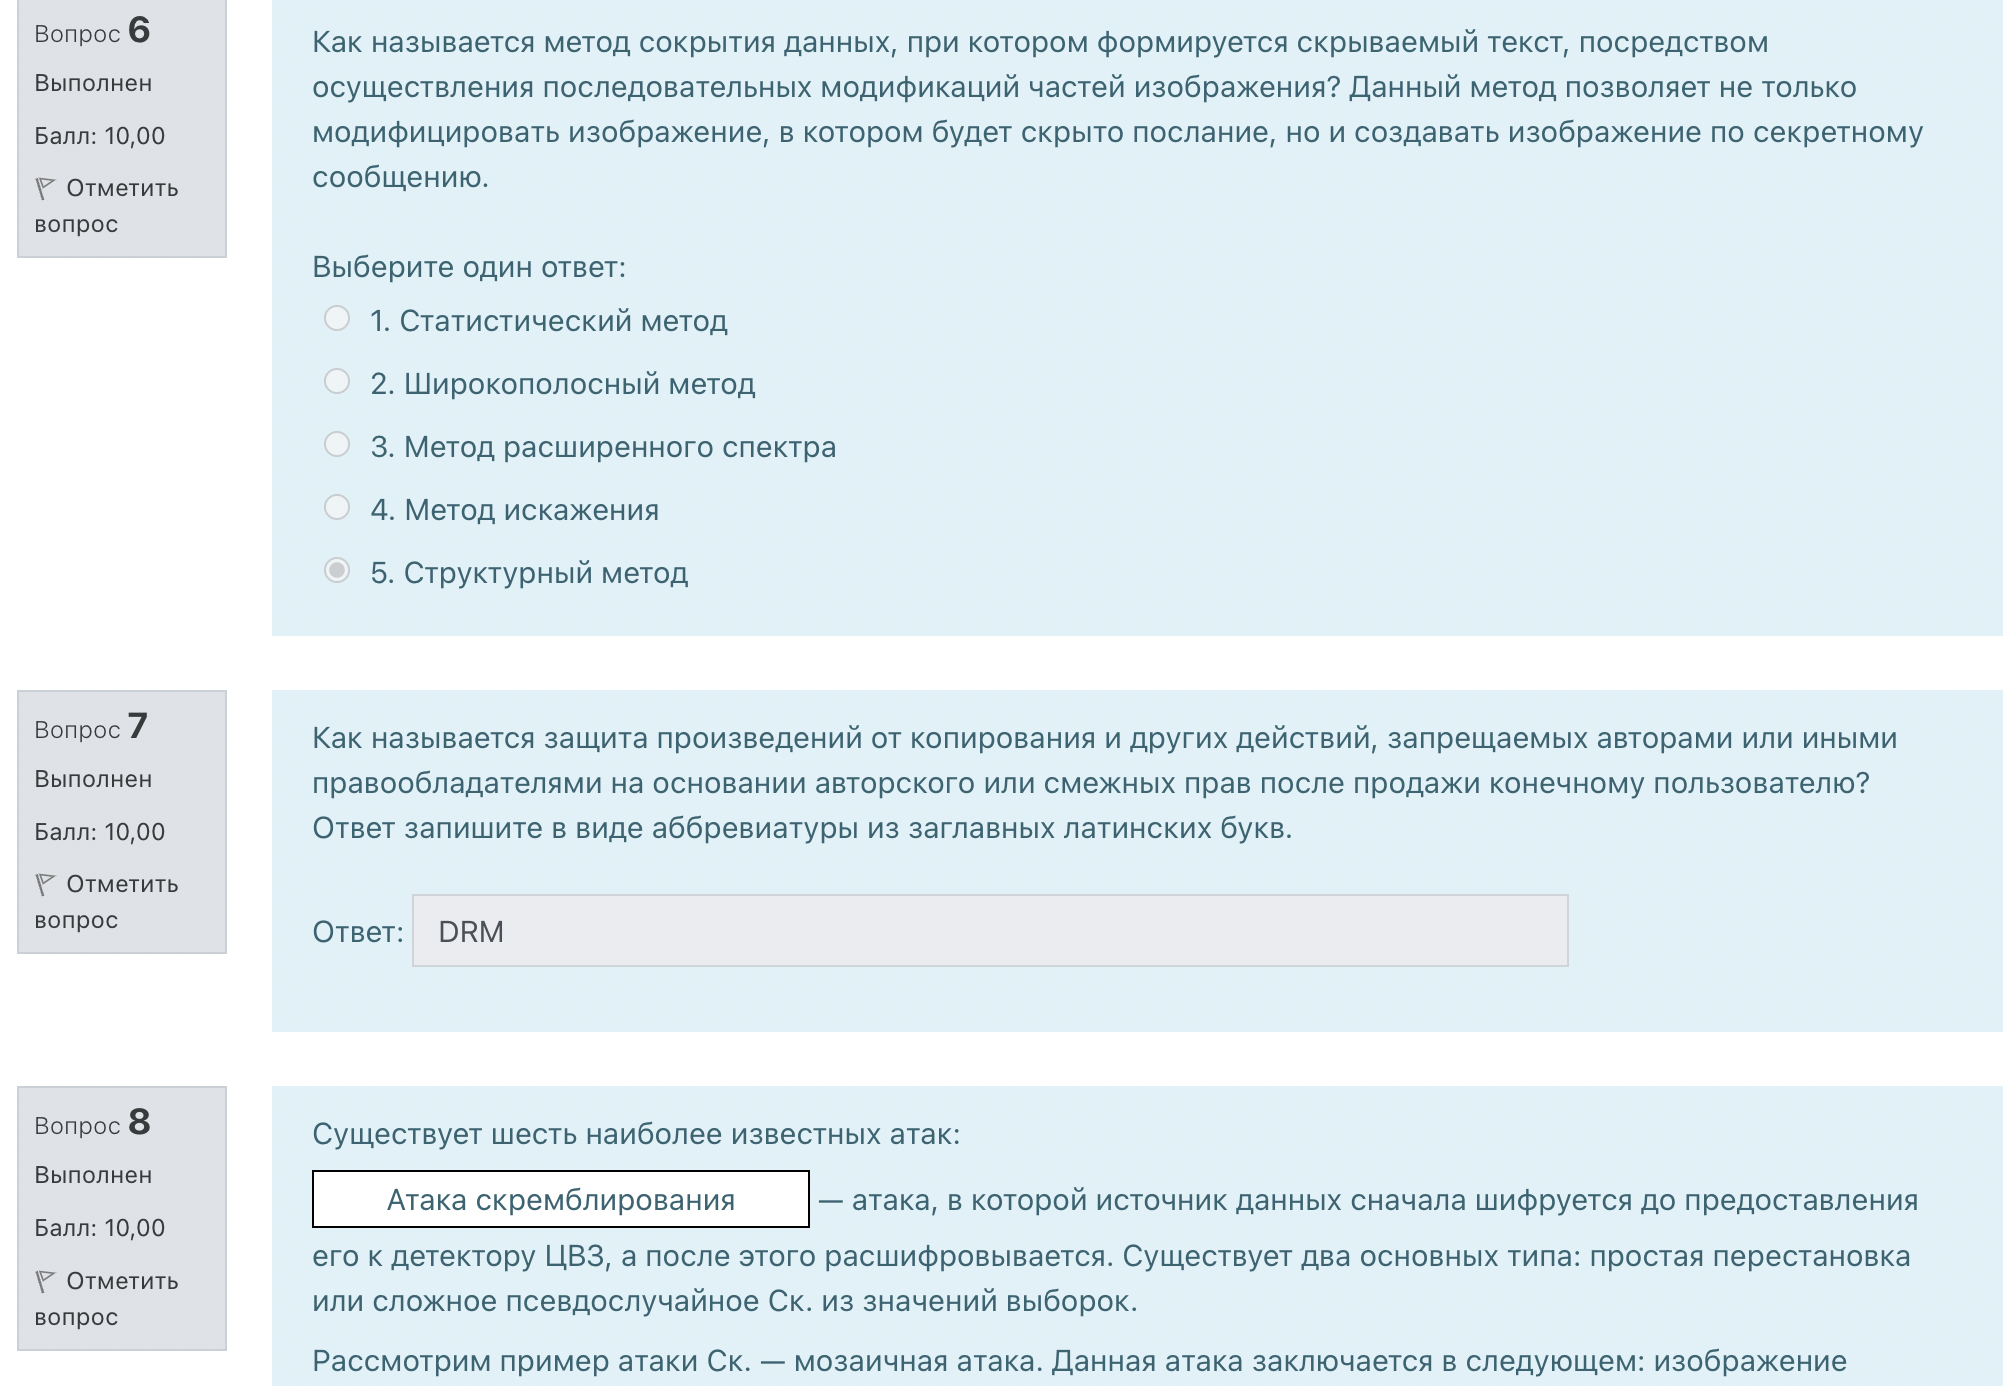 Вопрос 6
Выполнен
Балл: 10,00
Отметить
вопрос
Как называется метод сокрытия данных, при котором формируется скрываемый текст, посредством
осуществления последовательных модификаций частей изображения? Данный метод позволяет не только
модифицировать изображение, в котором будет скрыто послание, но и создавать изображение по секретному
сообщению.
Выберите один ответ:
1. Статистический метод
2. Широкополосный метод
3. Метод расширенного спектра
4. Метод искажения
5. Структурный метод
Вопрос 7
Выполнен
Балл: 10,00
Отметить
вопрос
Как называется защита произведений от копирования и других действий, запрещаемых авторами или иными
правообладателями на основании авторского или смежных прав после продажи конечному пользователю?
Ответ запишите в виде аббревиатуры из заглавных латинских букв.
Ответ: DRM
Вопрос 8
Выполнен
Балл: 10,00
Отметить
вопрос
Существует шесть наиболее известных атак:
Атака скремблирования — атака, в которой источник данных сначала шифруется до предоставления
его к детектору ЦВЗ, а после этого расшифровывается. Существует два основных типа: простая перестановка
или сложное псевдослучайное Ск. из значений выборок.
Рассмотрим пример атаки Ск. — мозаичная атака. Данная атака заключается в следующем: изображение